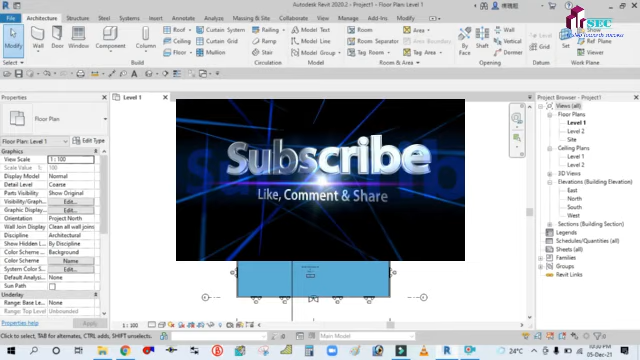 Autodesk Revit 2020.2 - Project1 - Floor Plan: Level 1
SEC
File Architecture Structure Steel Systems Insert Annotate Analyze Massing & Site Collaborate View Manage Add-Ins Modify
Modify Wall Door Window Component Column
Roof Curtain System Railing Model Text Room Area
Ceiling Curtain Grid Ramp Model Line Room Separator Area Boundary
Floor Mullion Stair Model Group Tag Room Tag Area
By Face Shaft Wall Vertical Dormer
Level Grid Set Show Ref Plane Viewer
Select Build Circulation Model Room & Area Opening Datum Work Plane
Properties
Floor Plan
Floor Plan: Level 1 Edit Type
Graphics
View Scale 1 : 100
Scale Value 1: 100
Display Model Normal
Detail Level Coarse
Parts Visibility Show Original
Visibility/Graph... Edit...
Graphic Display... Edit...
Orientation Project North
Wall Join Display Clean all wall joins
Discipline Architectural
Show Hidden L... By Discipline
Color Scheme ... Background
Color Scheme Name
System Color S... Edit...
Default Analysi... None
Sun Path
Underlay
Range: Base Le... None
Range: Top Level Unbounded
Properties help Apply
Level 1
Subscribe
Like, Comment & Share
1 : 100
Project Browser - Project1
Views (all)
Floor Plans
Level 1
Level 2
Site
Ceiling Plans
Level 1
Level 2
3D Views
Elevations (Building Elevation)
East
North
South
West
Sections (Building Section)
Legends
Schedules/Quantities (all)
Sheets (all)
Families
Groups
Revit Links
Click to select, TAB for alternates, CTRL adds, SHIFT unselects.
Main Model
24°C
05-Dec-21